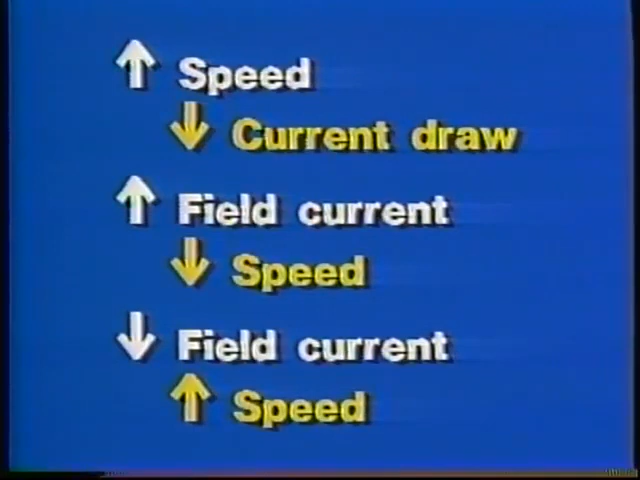 ↑ Speed
↓ Current draw
↑ Field current
↓ Speed
↓ Field current
↑ Speed